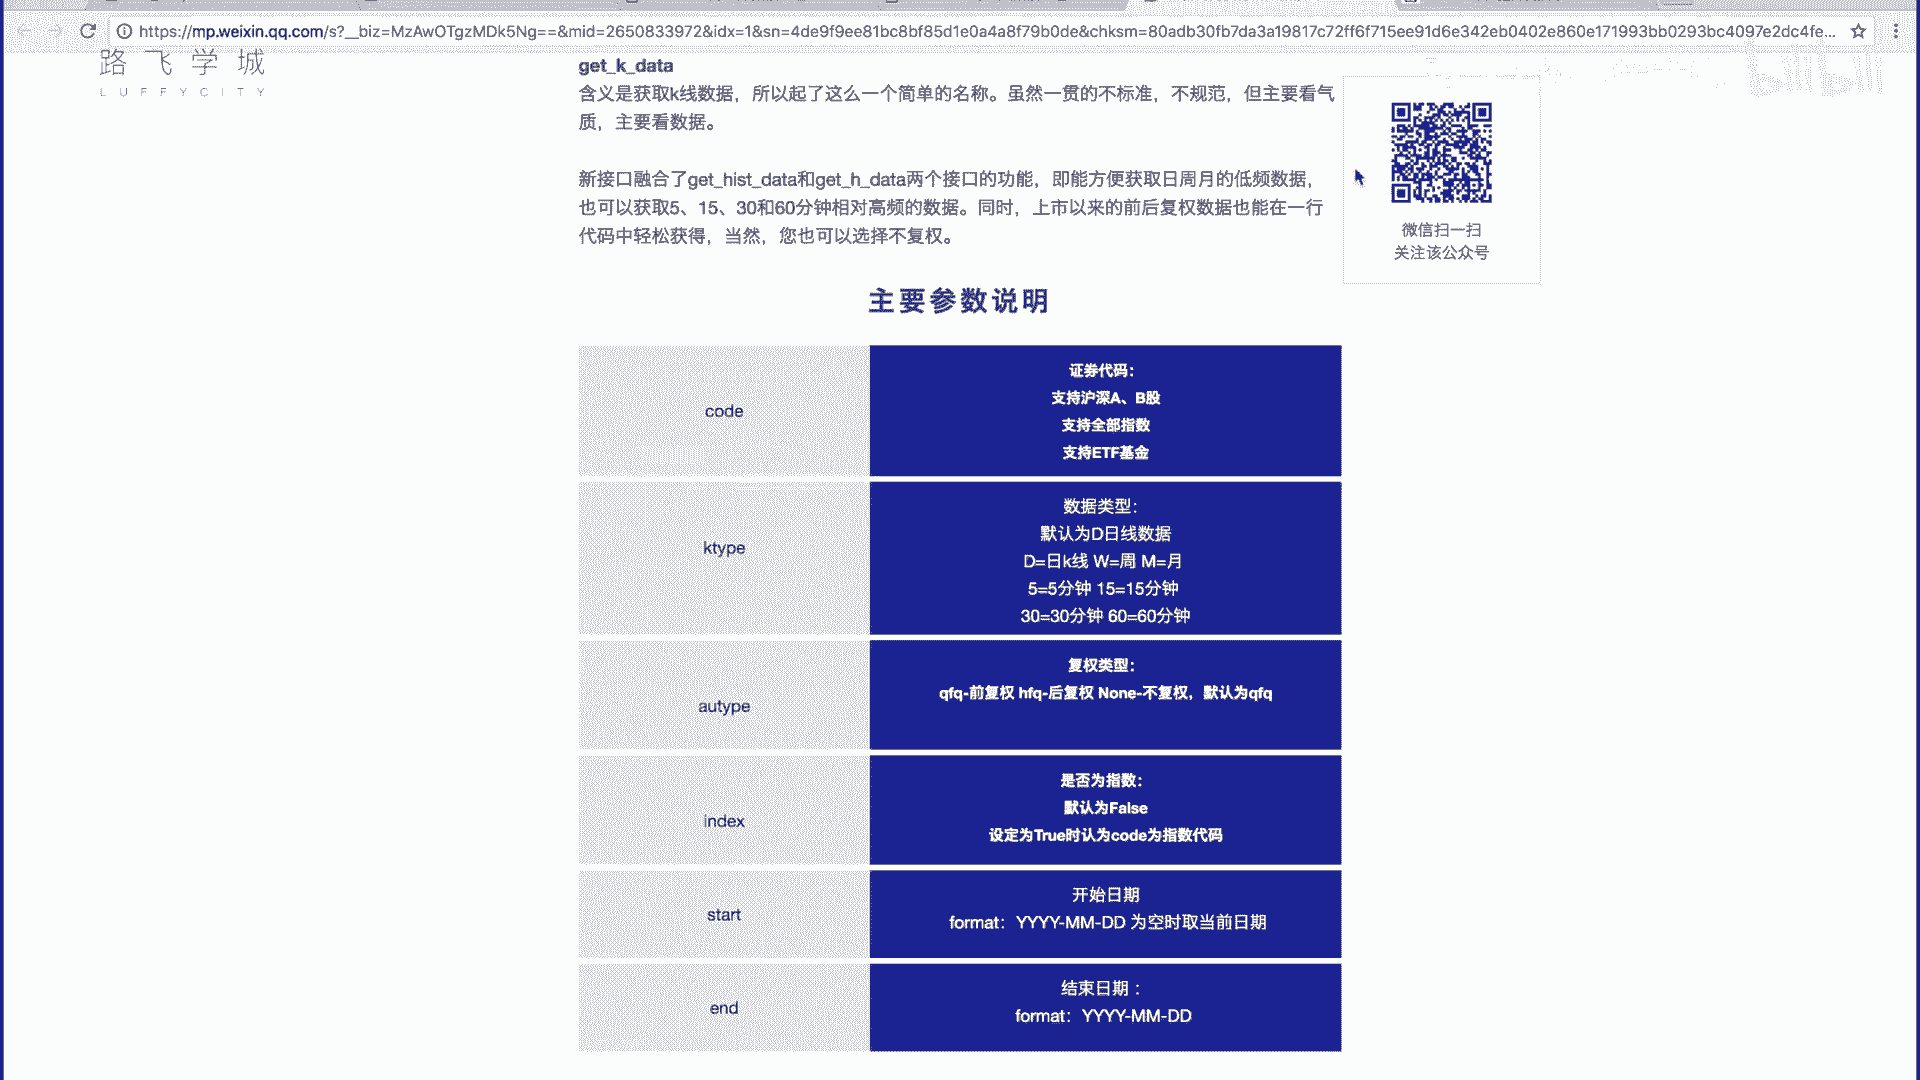 https://mp.weixin.qq.com/s?__biz=MzAwOTgzMDk5Ng==&mid=2650833972&idx=1&sn=4de9f9ee81bc8bf85d1e0a4a8f79b0de&chksm=80adb30fb7da3a19817c72ff6f715ee91d6e342eb0402e860e171993bb0293bc4097e2dc4fe...
路飞学城
LUFFYCITY
bilibili
get_k_data
含义是获取k线数据，所以起了这么一个简单的名称。虽然一贯的不标准，不规范，但主要看气
质，主要看数据。
新接口融合了get_hist_data和get_h_data两个接口的功能，即能方便获取日周月的低频数据，
也可以获取5、15、30和60分钟相对高频的数据。同时，上市以来的前后复权数据也能在一行
代码中轻松获得，当然，您也可以选择不复权。
微信扫一扫
关注该公众号
主要参数说明
code
证券代码：
支持沪深A、B股
支持全部指数
支持ETF基金
ktype
数据类型：
默认为D日线数据
D=日k线 W=周 M=月
5=5分钟 15=15分钟
30=30分钟 60=60分钟
autype
复权类型：
qfq-前复权 hfq-后复权 None-不复权，默认为qfq
index
是否为指数：
默认为False
设定为True时认为code为指数代码
start
开始日期
format：YYYY-MM-DD 为空时取当前日期
end
结束日期 ：
format：YYYY-MM-DD